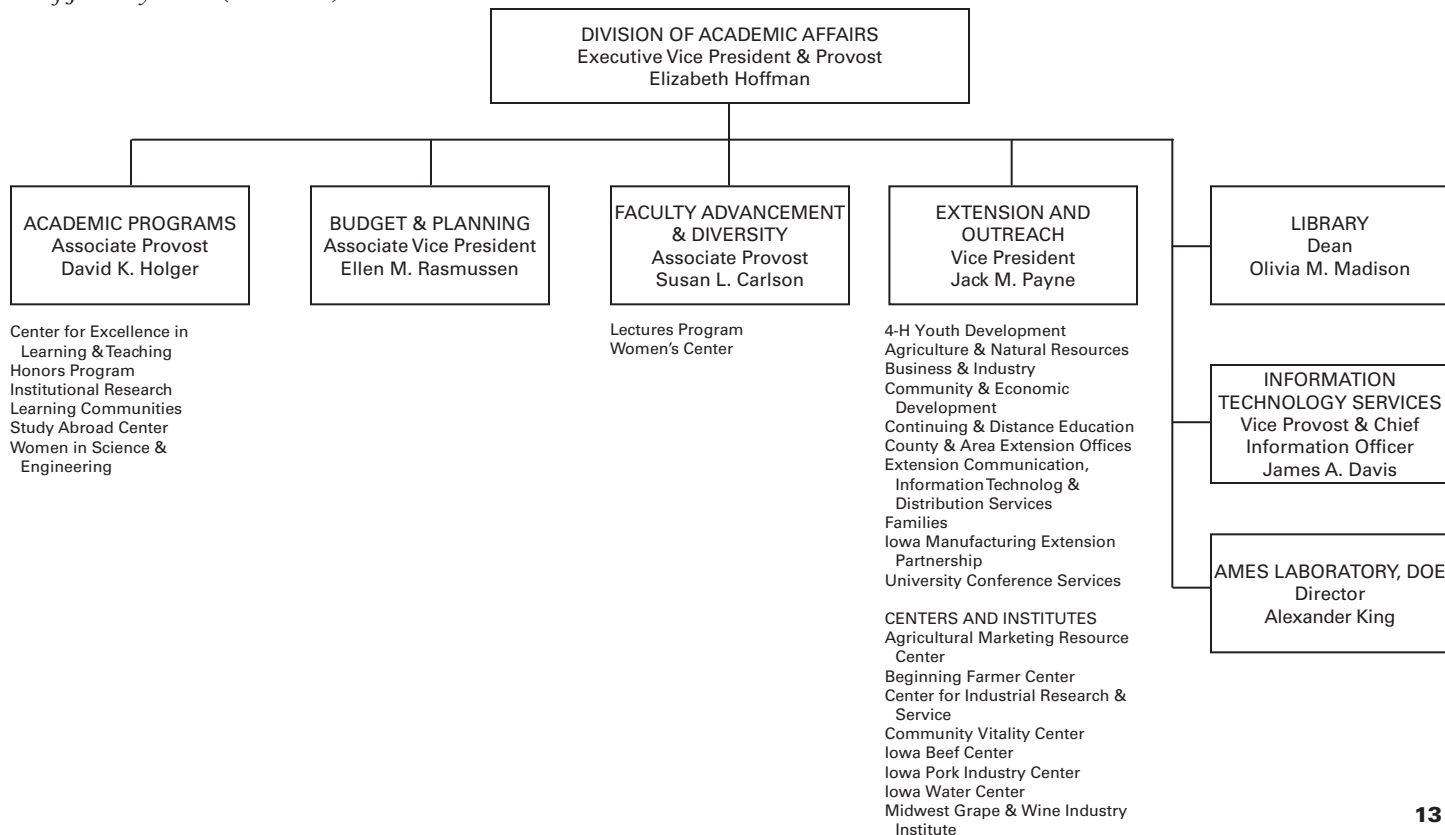 DIVISION OF ACADEMIC AFFAIRS
Executive Vice President & Provost
Elizabeth Hoffman
ACADEMIC PROGRAMS
Associate Provost
David K. Holger
Center for Excellence in
Learning & Teaching
Honors Program
Institutional Research
Learning Communities
Study Abroad Center
Women in Science &
Engineering
BUDGET & PLANNING
Associate Vice President
Ellen M. Rasmussen
FACULTY ADVANCEMENT
& DIVERSITY
Associate Provost
Susan L. Carlson
Lectures Program
Women's Center
EXTENSION AND
OUTREACH
Vice President
Jack M. Payne
4-H Youth Development
Agriculture & Natural Resources
Business & Industry
Community & Economic
Development
Continuing & Distance Education
County & Area Extension Offices
Extension Communication,
Information Technolog &
Distribution Services
Families
Iowa Manufacturing Extension
Partnership
University Conference Services
CENTERS AND INSTITUTES
Agricultural Marketing Resource
Center
Beginning Farmer Center
Center for Industrial Research &
Service
Community Vitality Center
Iowa Beef Center
Iowa Pork Industry Center
Iowa Water Center
Midwest Grape & Wine Industry
Institute
LIBRARY
Dean
Olivia M. Madison
INFORMATION
TECHNOLOGY SERVICES
Vice Provost & Chief
Information Officer
James A. Davis
AMES LABORATORY, DOE
Director
Alexander King
13